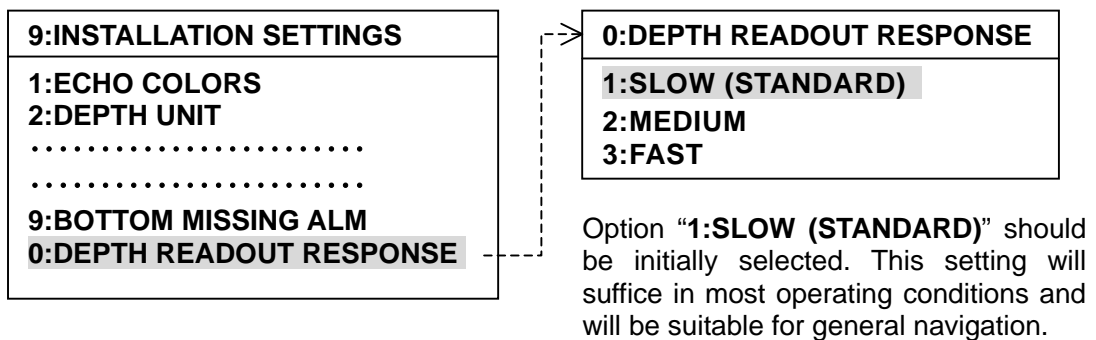 9:INSTALLATION SETTINGS
1:ECHO COLORS
2:DEPTH UNIT
........................
........................
9:BOTTOM MISSING ALM
0:DEPTH READOUT RESPONSE
0:DEPTH READOUT RESPONSE
1:SLOW (STANDARD)
2:MEDIUM
3:FAST
Option “1:SLOW (STANDARD)” should
be initially selected. This setting will
suffice in most operating conditions and
will be suitable for general navigation.